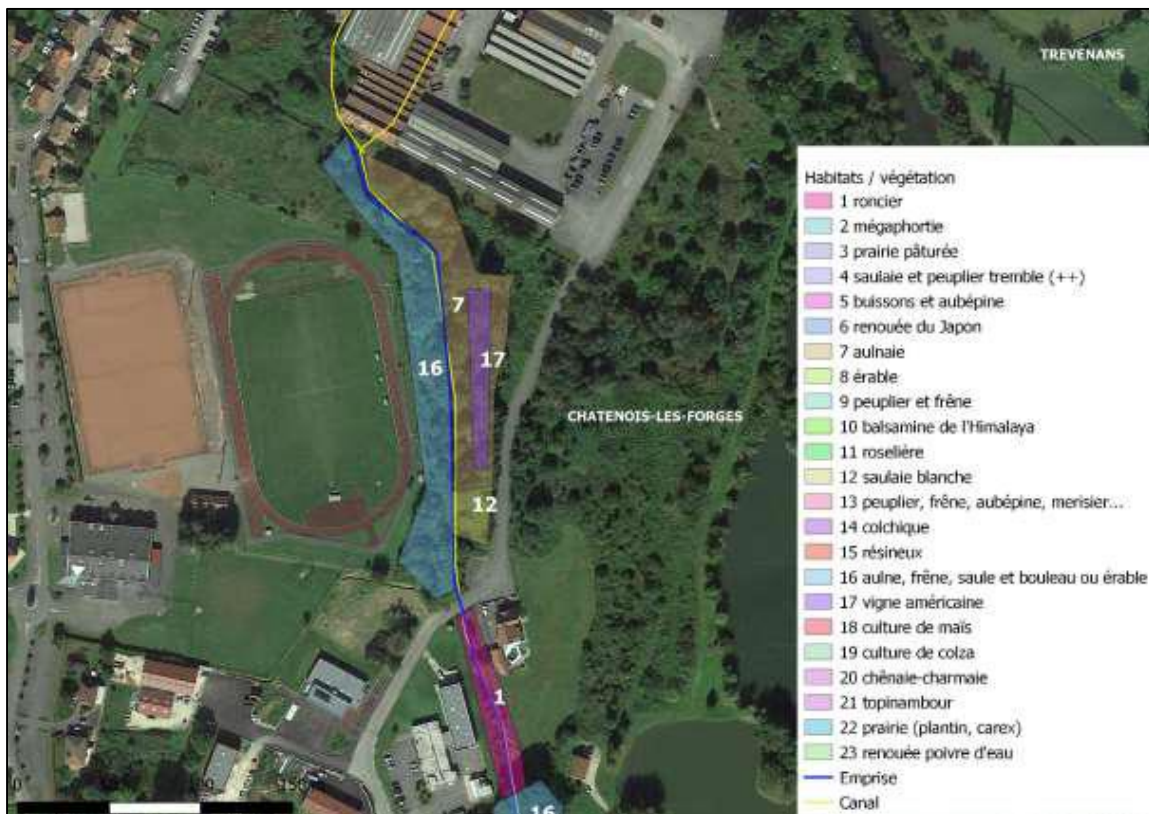 TREVENANS
Habitats / végétation
1 roncier
2 mégaphortie
3 prairie pâturée
4 saulaie et peuplier tremble (++)
5 buissons et aubépine
6 renouée du Japon
7 aulnaie
8 érable
9 peuplier et frêne
10 balsamine de l'Himalaya
11 roselière
12 saulaie blanche
13 peuplier, frêne, aubépine, merisier...
14 colchique
15 résineux
16 aulne, frêne, saule et bouleau ou érable
17 vigne américaine
18 culture de maïs
19 culture de colza
20 chênaie-charmaie
21 topinambour
22 prairie (plantin, carex)
23 renouée poivre d'eau
Emprise
Canal
7
17
16
CHATENOIS-LES-FORGES
12
1
16
0